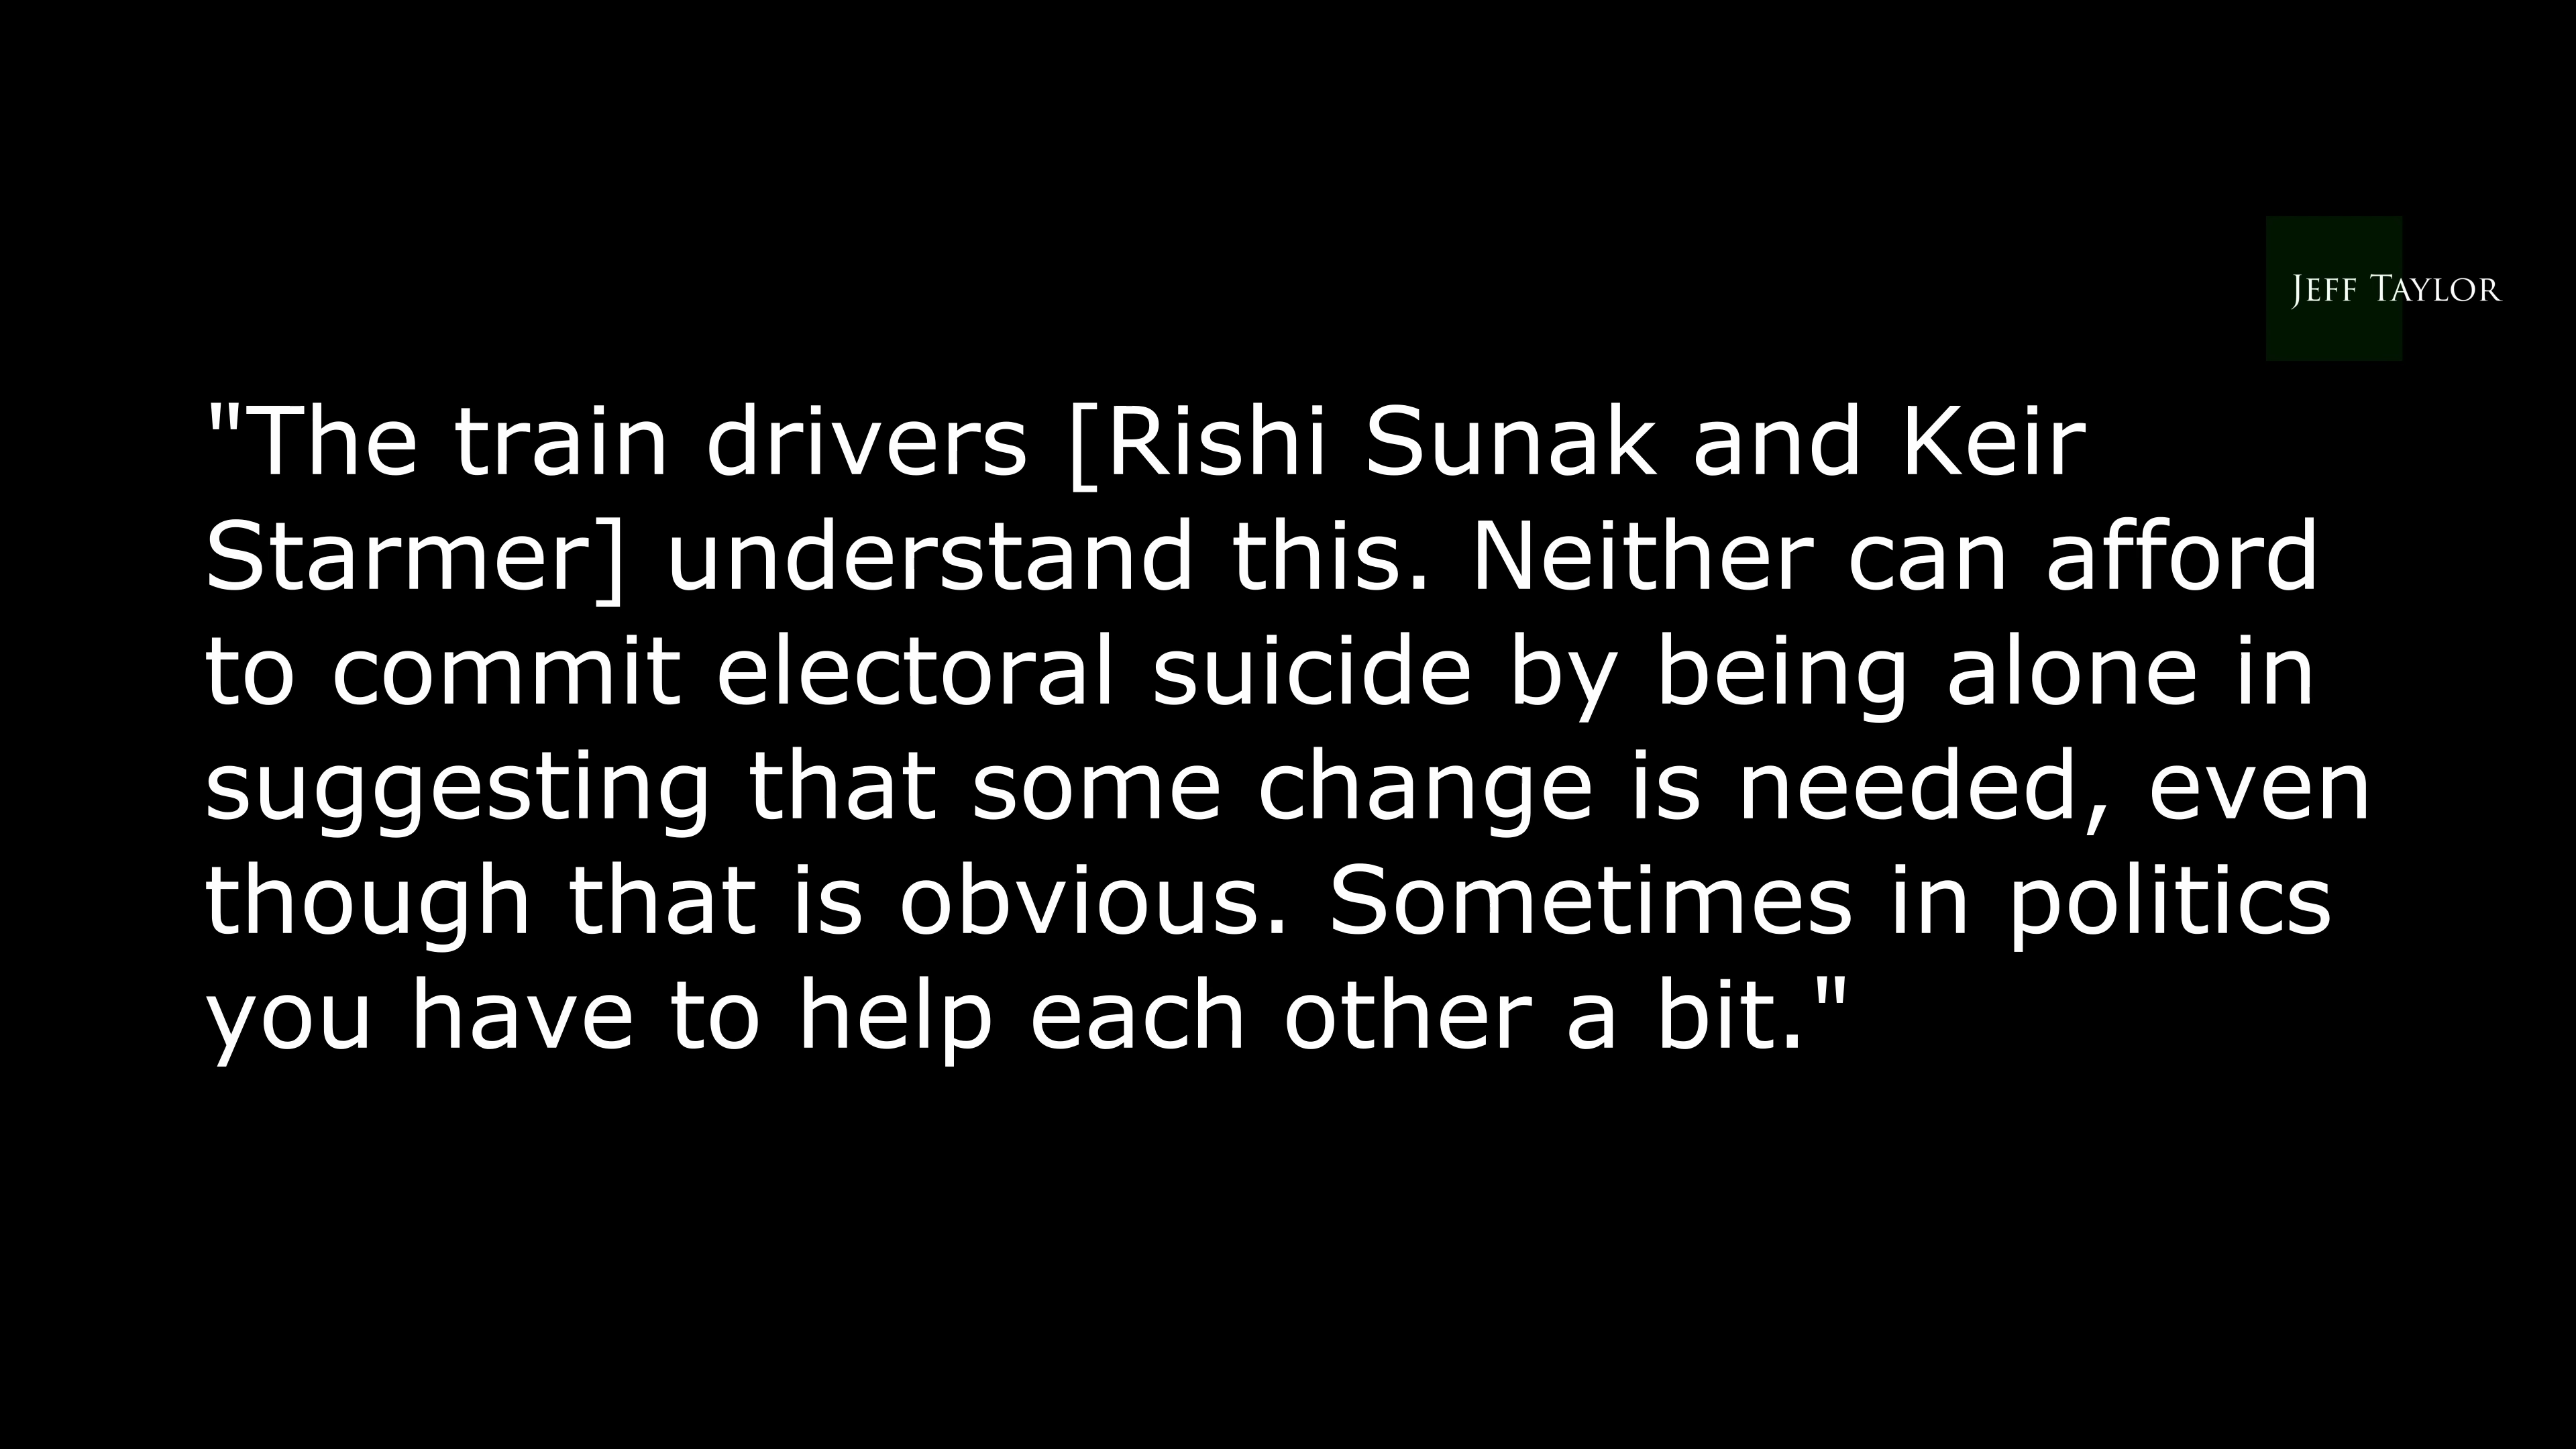 JEFF TAYLOR
"The train drivers [Rishi Sunak and Keir
Starmer] understand this. Neither can afford
to commit electoral suicide by being alone in
suggesting that some change is needed, even
though that is obvious. Sometimes in politics
you have to help each other a bit."